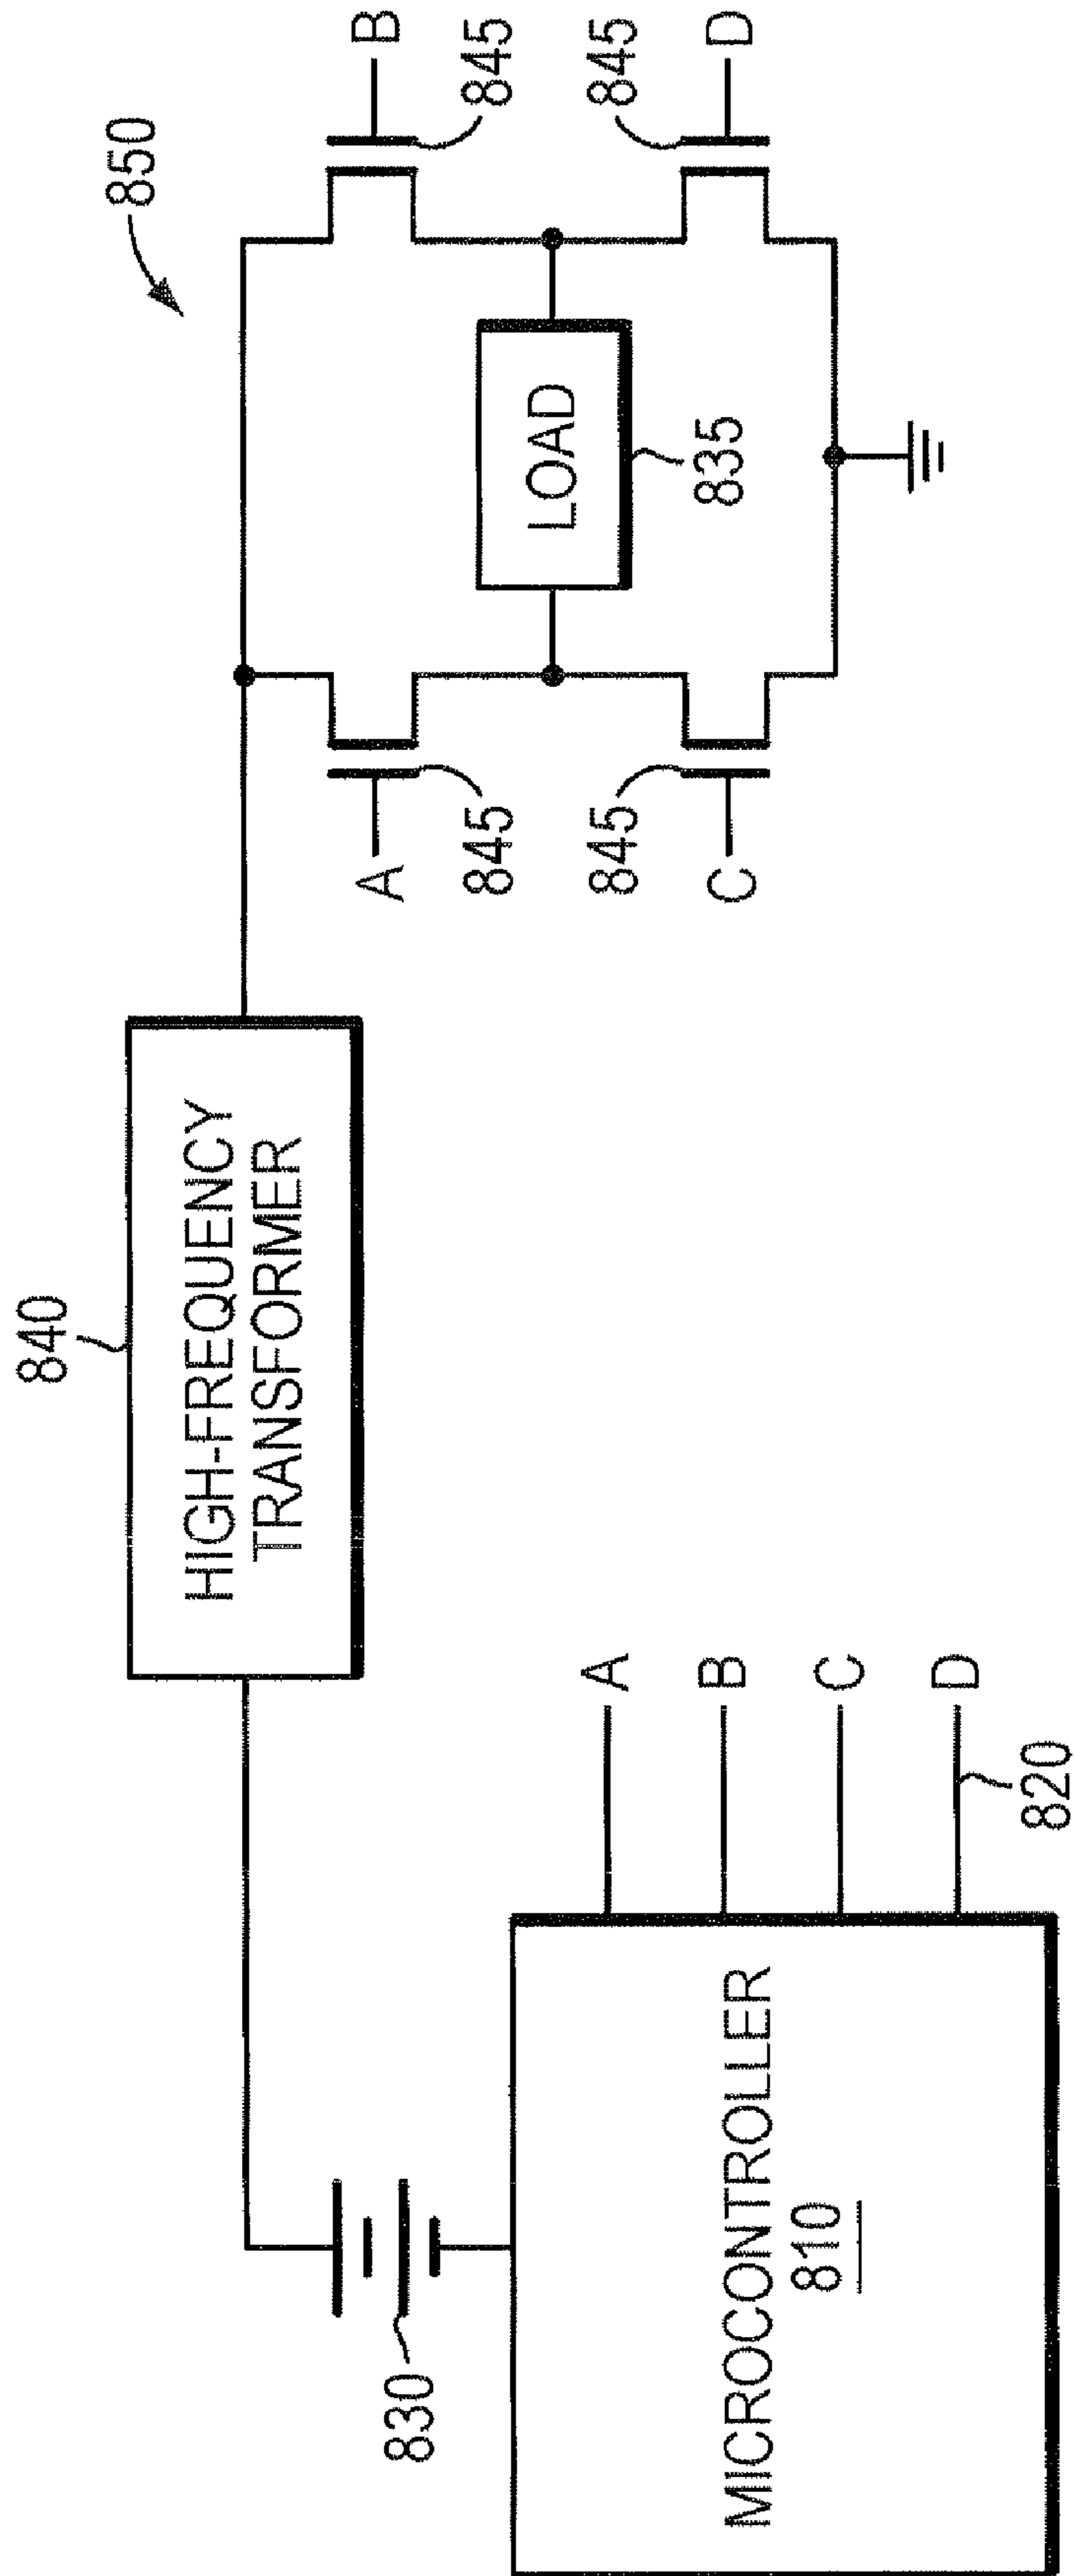 850
B
845
845
D
LOAD
835
A
845
845
C
840
HIGH-FREQUENCY
TRANSFORMER
A
B
C
D
820
830
MICROCONTROLLER
810